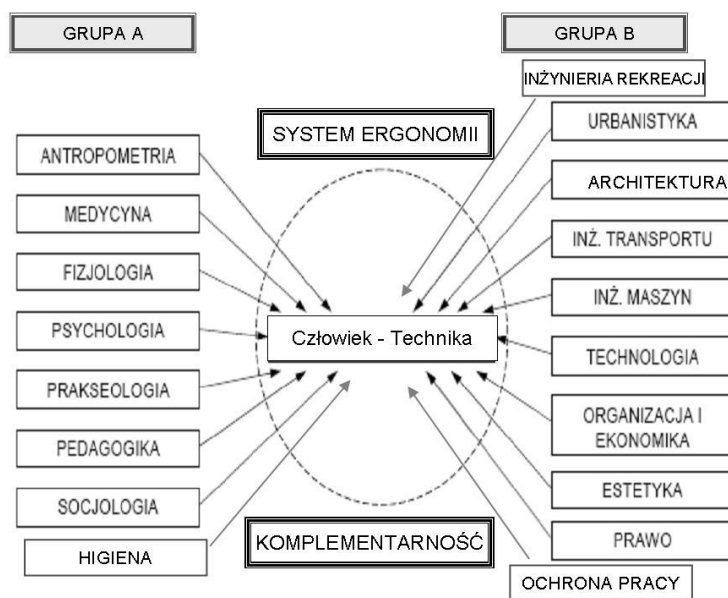 GRUPA A
GRUPA B
INŻYNIERIA REKREACJI
SYSTEM ERGONOMII
URBANISTYKA
ANTROPOMETRIA
ARCHITEKTURA
MEDYCYNA
INŻ. TRANSPORTU
FIZJOLOGIA
INŻ. MASZYN
PSYCHOLOGIA
Człowiek - Technika
TECHNOLOGIA
PRAKSEOLOGIA
ORGANIZACJA I
EKONOMIKA
PEDAGOGIKA
ESTETYKA
SOCJOLOGIA
KOMPLEMENTARNOŚĆ
PRAWO
HIGIENA
OCHRONA PRACY